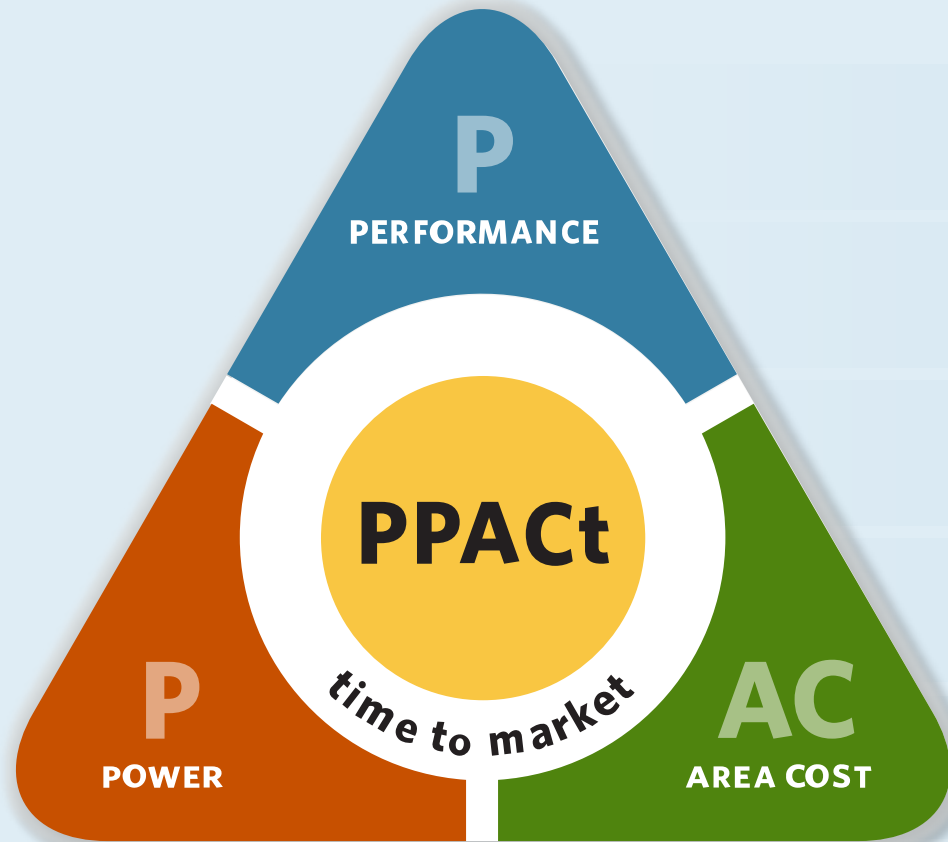 P
PERFORMANCE
PPACt
time to market
P
POWER
AC
AREA COST